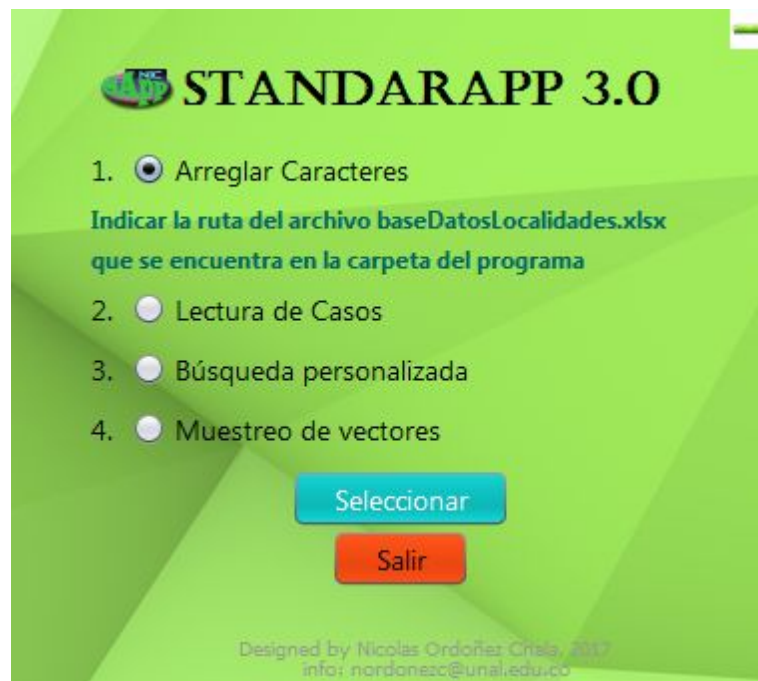 NIC
App
STANDARAPP 3.0
1. Arreglar Caracteres
Indicar la ruta del archivo baseDatosLocalidades.xlsx
que se encuentra en la carpeta del programa
2. Lectura de Casos
3. Búsqueda personalizada
4. Muestreo de vectores
Seleccionar
Salir
Designed by Nicolas Ordoñez Chala, 2017
info: nordonezc@unal.edu.co